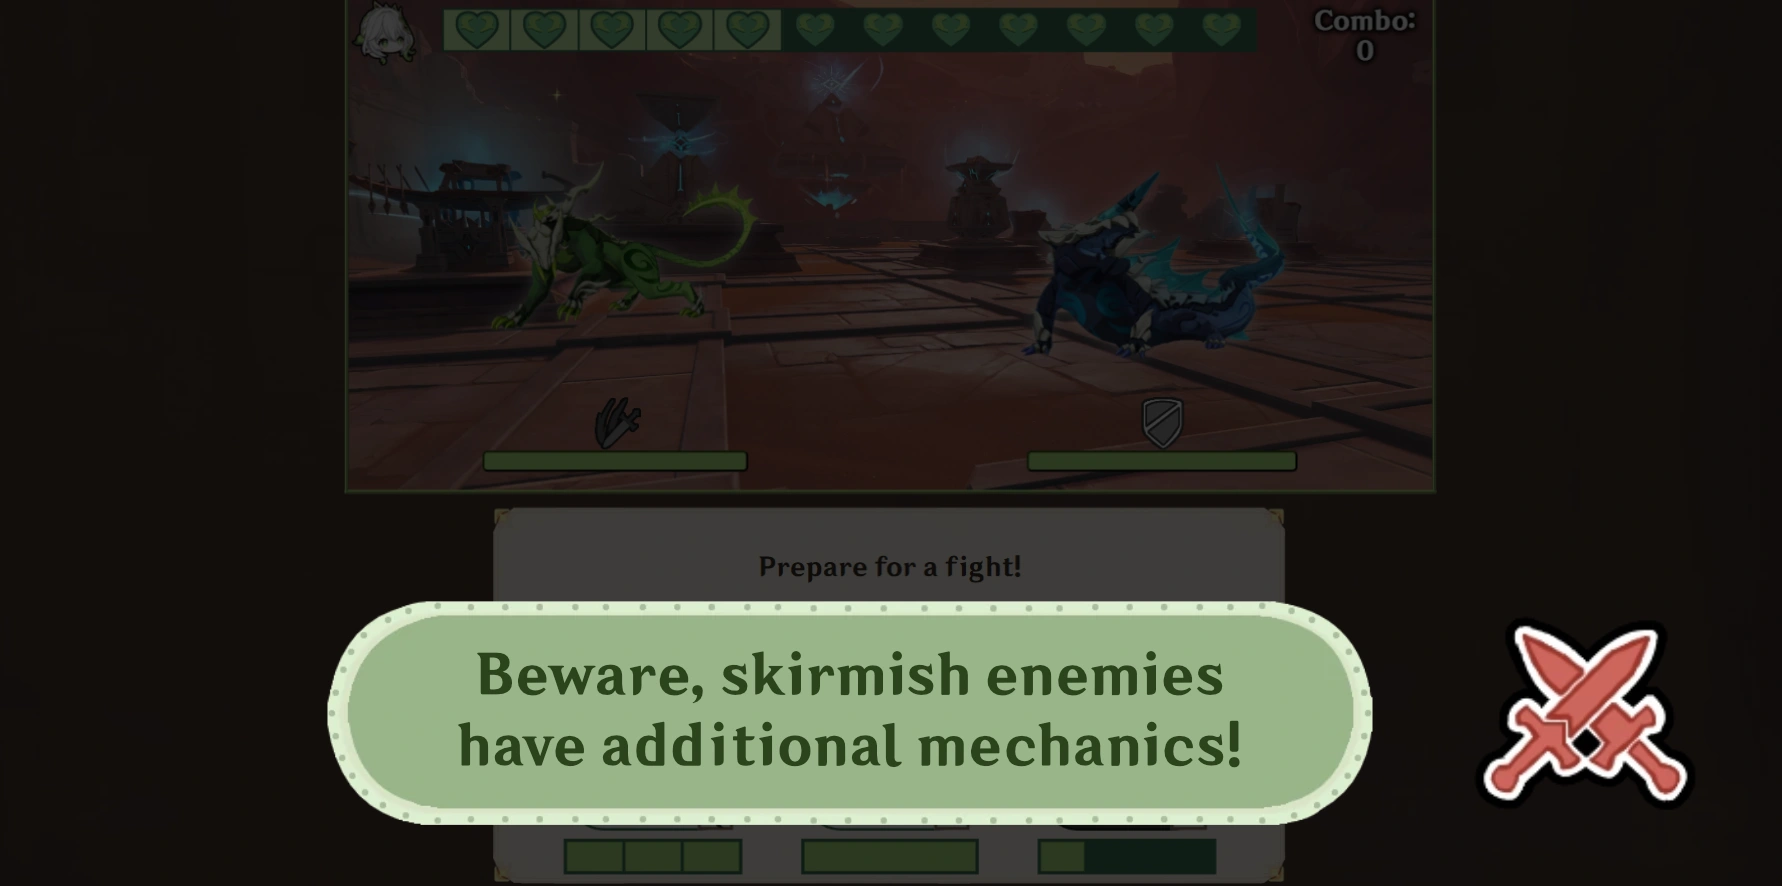 Combo:
0
Prepare for a fight!
Beware, skirmish enemies
have additional mechanics!